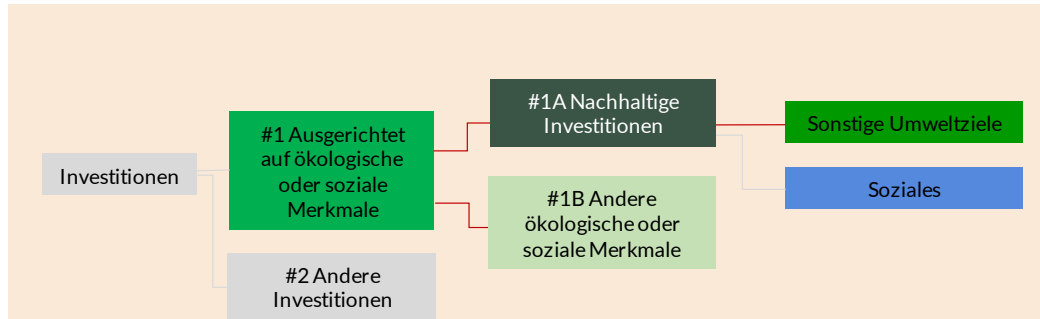 Investitionen
#1 Ausgerichtet
auf ökologische
oder soziale
Merkmale
#2 Andere
Investitionen
#1A Nachhaltige
Investitionen
#1B Andere
ökologische oder
soziale Merkmale
Sonstige Umweltziele
Soziales